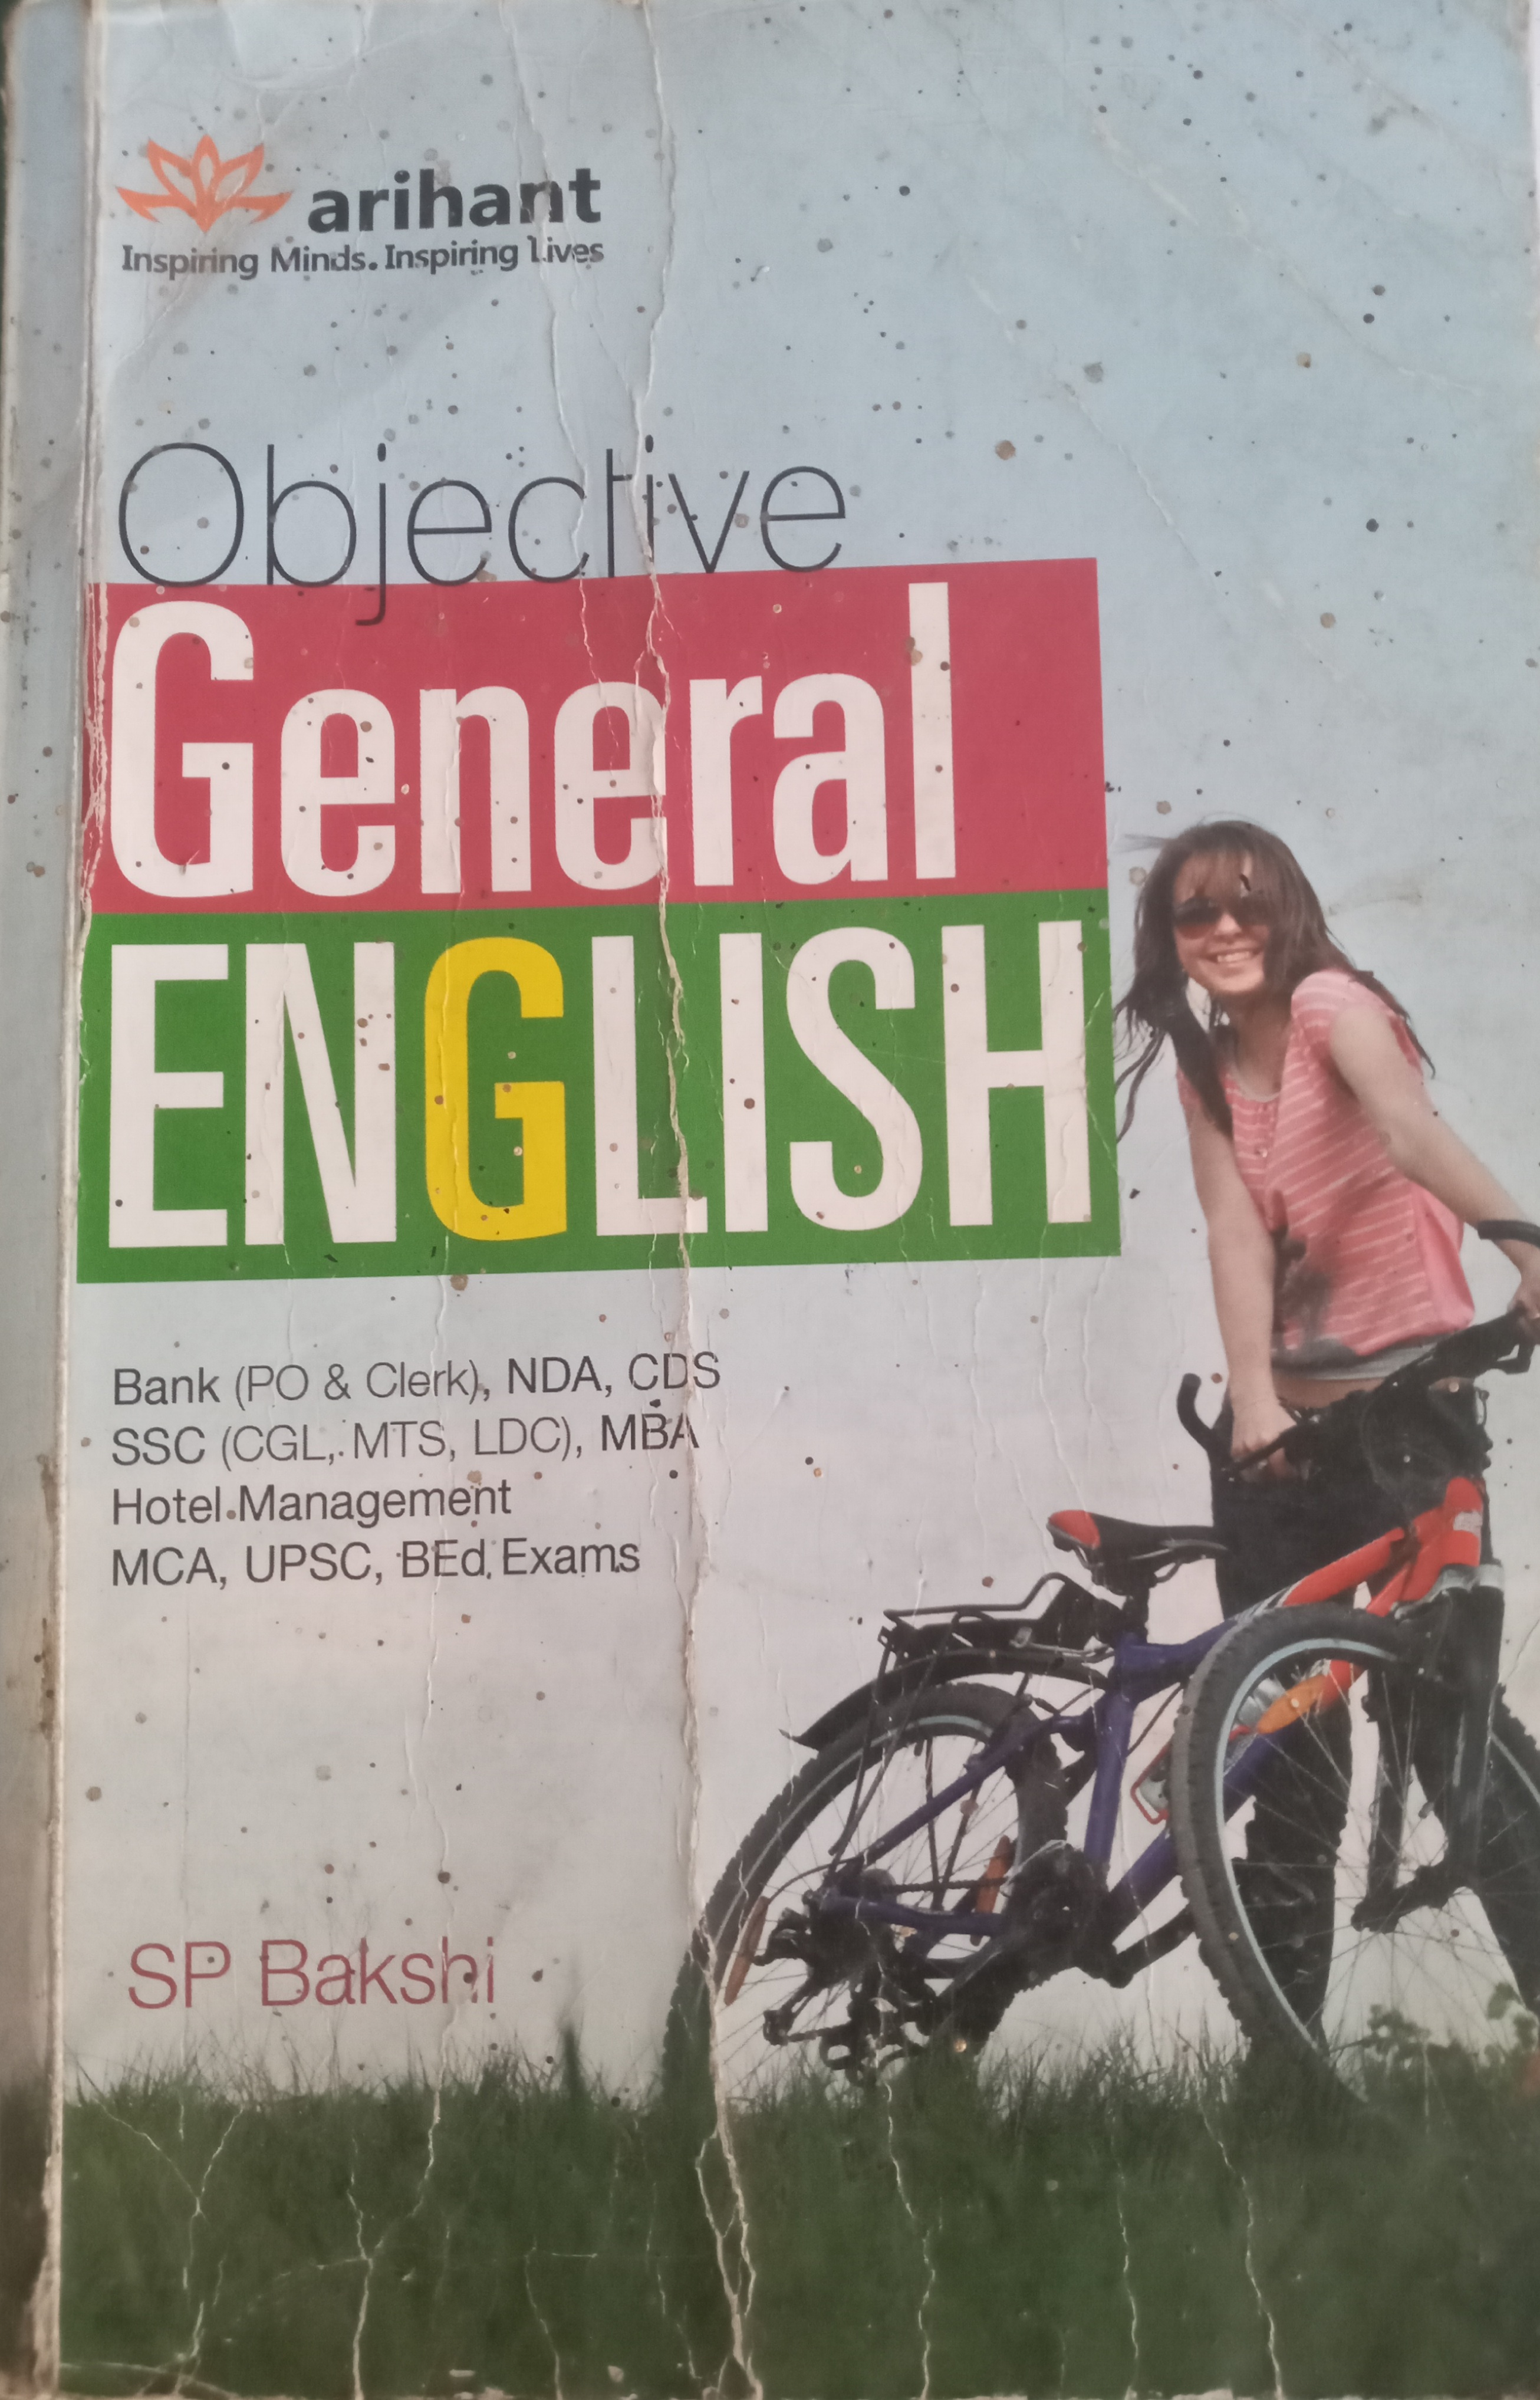 arihant
Inspiring Minds. Inspiring Lives
Objective
General
ENGLISH
Bank (PO & Clerk), NDA, CDS
SSC (CGL, MTS, LDC), MBA
Hotel Management
MCA, UPSC, BEd Exams
SP Bakshi